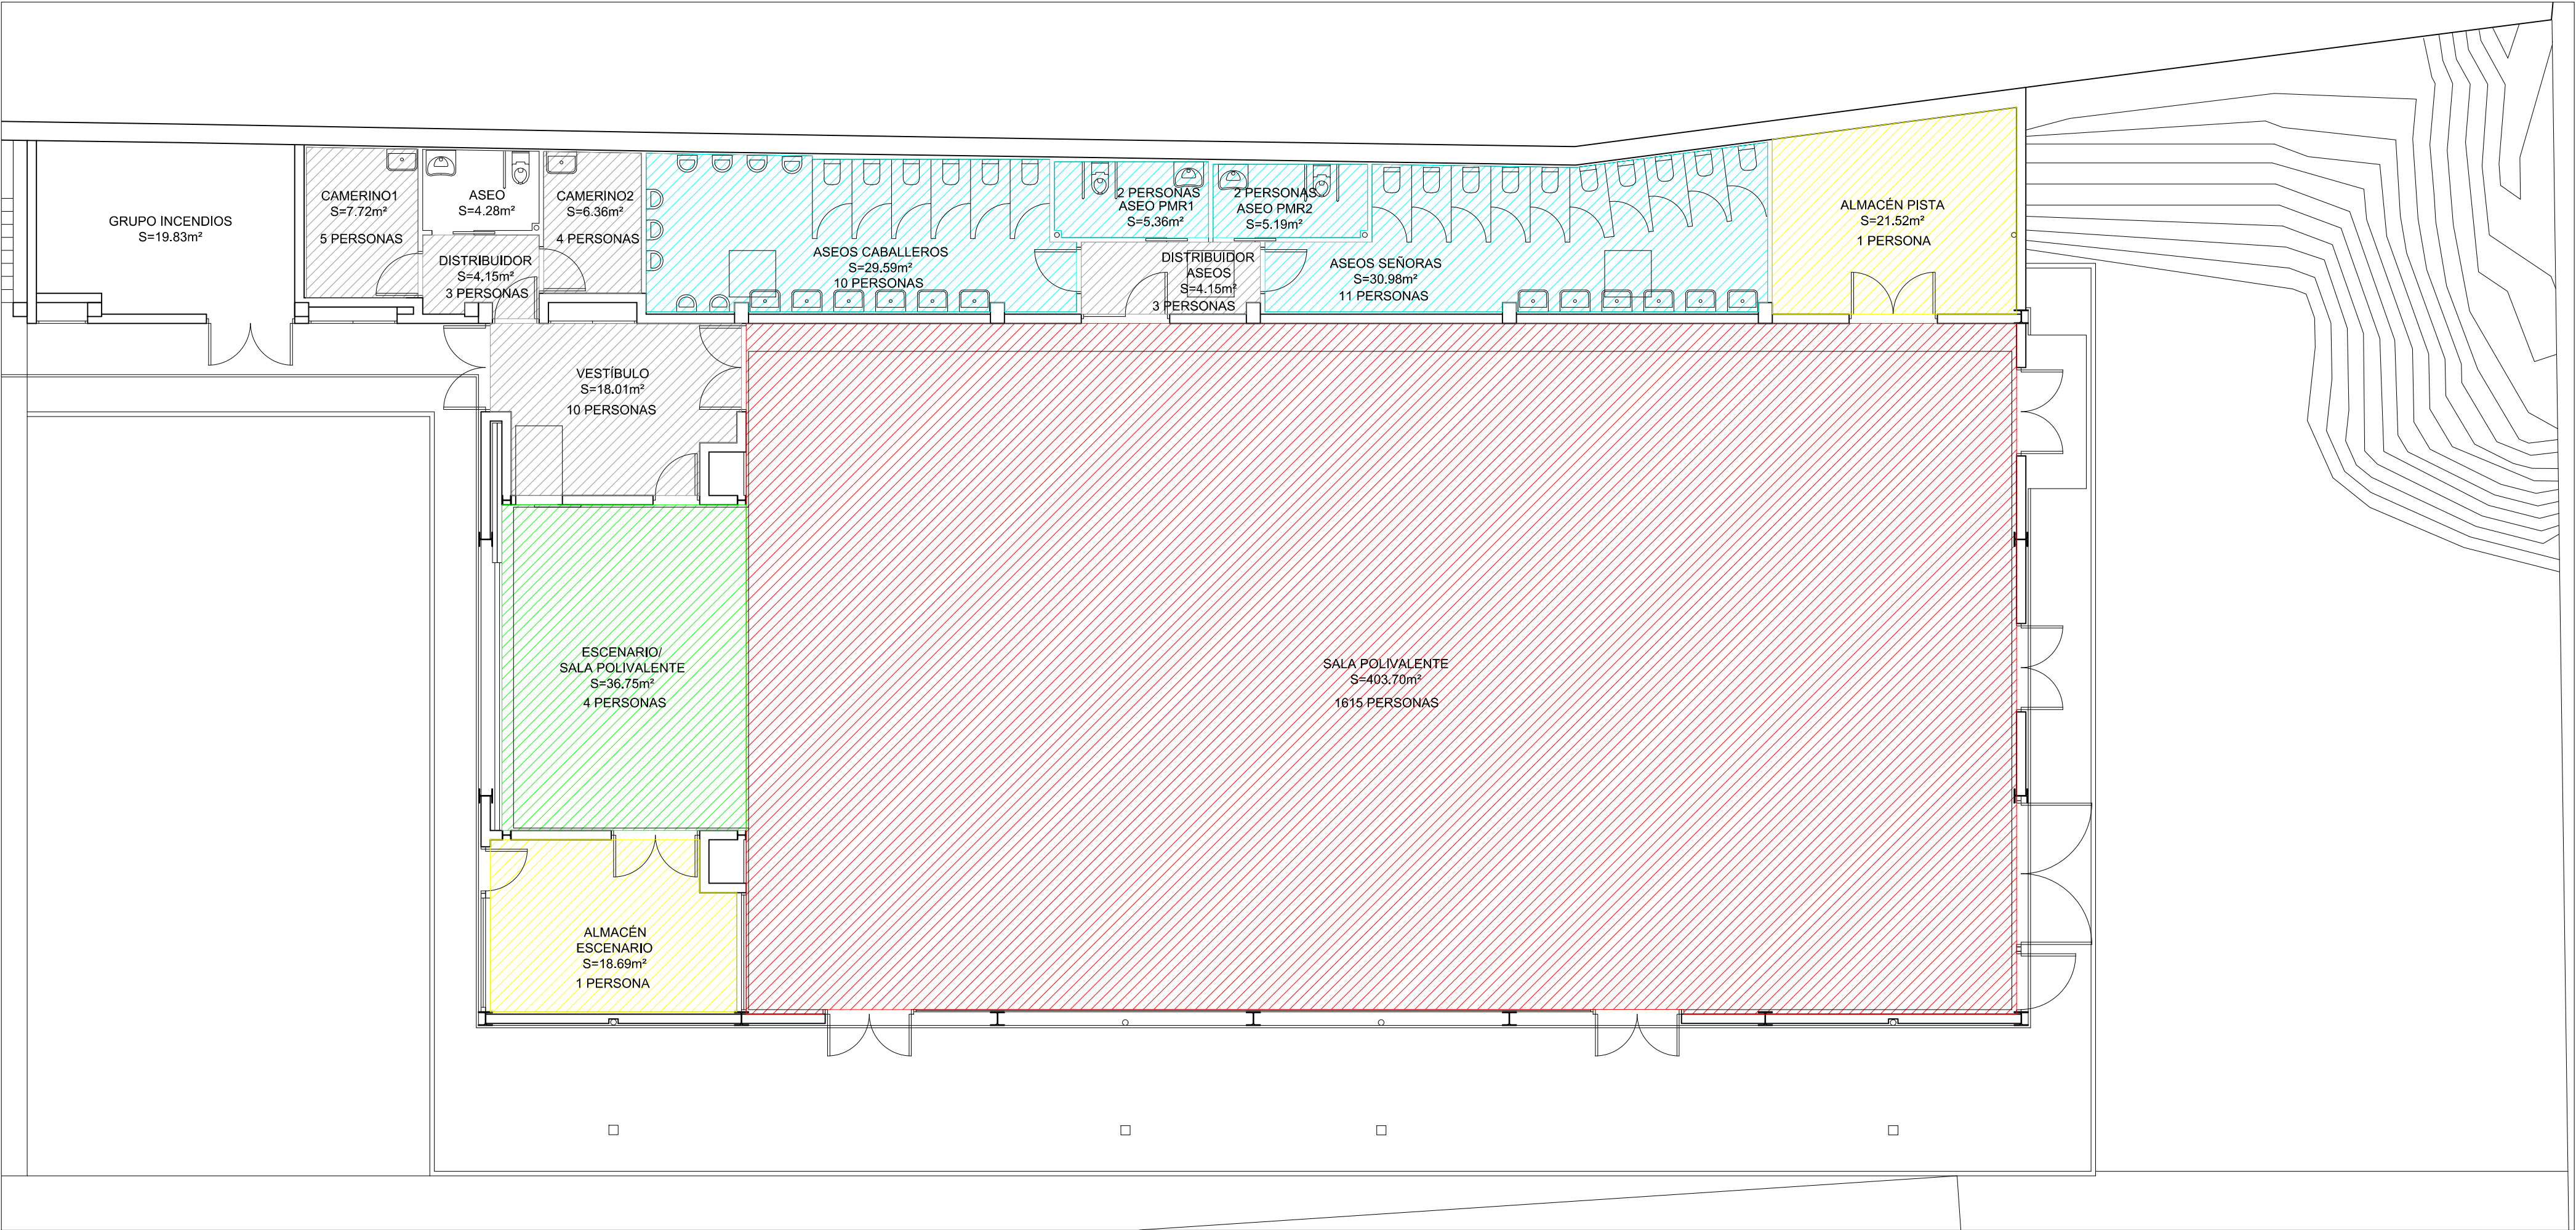 GRUPO INCENDIOS
S=19.83m²
CAMERINO1
S=7.72m²
5 PERSONAS
ASEO
S=4.28m²
DISTRIBUIDOR
S=4.15m²
3 PERSONAS
CAMERINO2
S=6.36m²
4 PERSONAS
ASEOS CABALLEROS
S=29.59m²
10 PERSONAS
2 PERSONAS
ASEO PMR1
S=5.36m²
2 PERSONAS
ASEO PMR2
S=5.19m²
DISTRIBUIDOR
ASEOS
S=4.15m²
3 PERSONAS
ASEOS SEÑORAS
S=30.98m²
11 PERSONAS
ALMACÉN PISTA
S=21.52m²
1 PERSONA
VESTÍBULO
S=18.01m²
10 PERSONAS
ESCENARIO/
SALA POLIVALENTE
S=36.75m²
4 PERSONAS
SALA POLIVALENTE
S=403.70m²
1615 PERSONAS
ALMACÉN
ESCENARIO
S=18.69m²
1 PERSONA